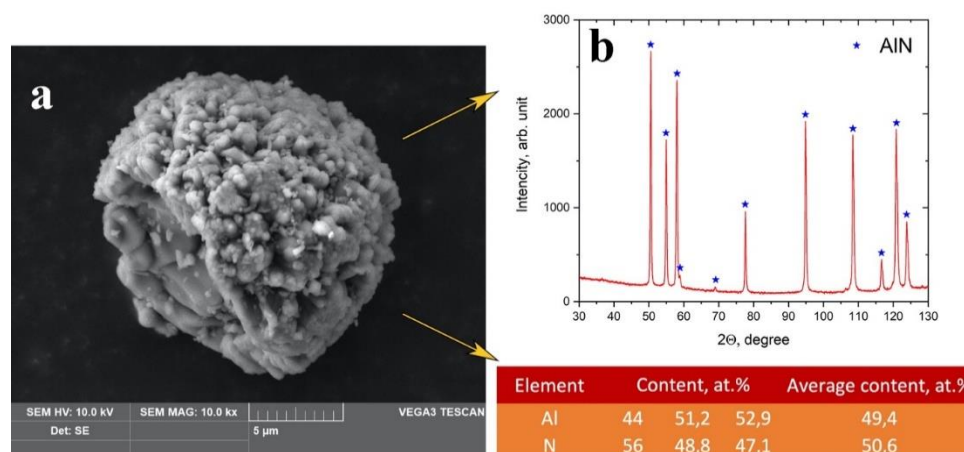 a
SEM HV: 10.0 kV
SEM MAG: 10.0 kx
VEGA3 TESCAN
Det: SE
5 µm
b
AlN
Intencity, arb. unit
3000
2000
1000
0
30 40 50 60 70 80 90 100 110 120 130
2Θ, degree
Element Content, at.% Average content, at.%
Al 44 51,2 52,9 49,4
N 56 48,8 47,1 50,6